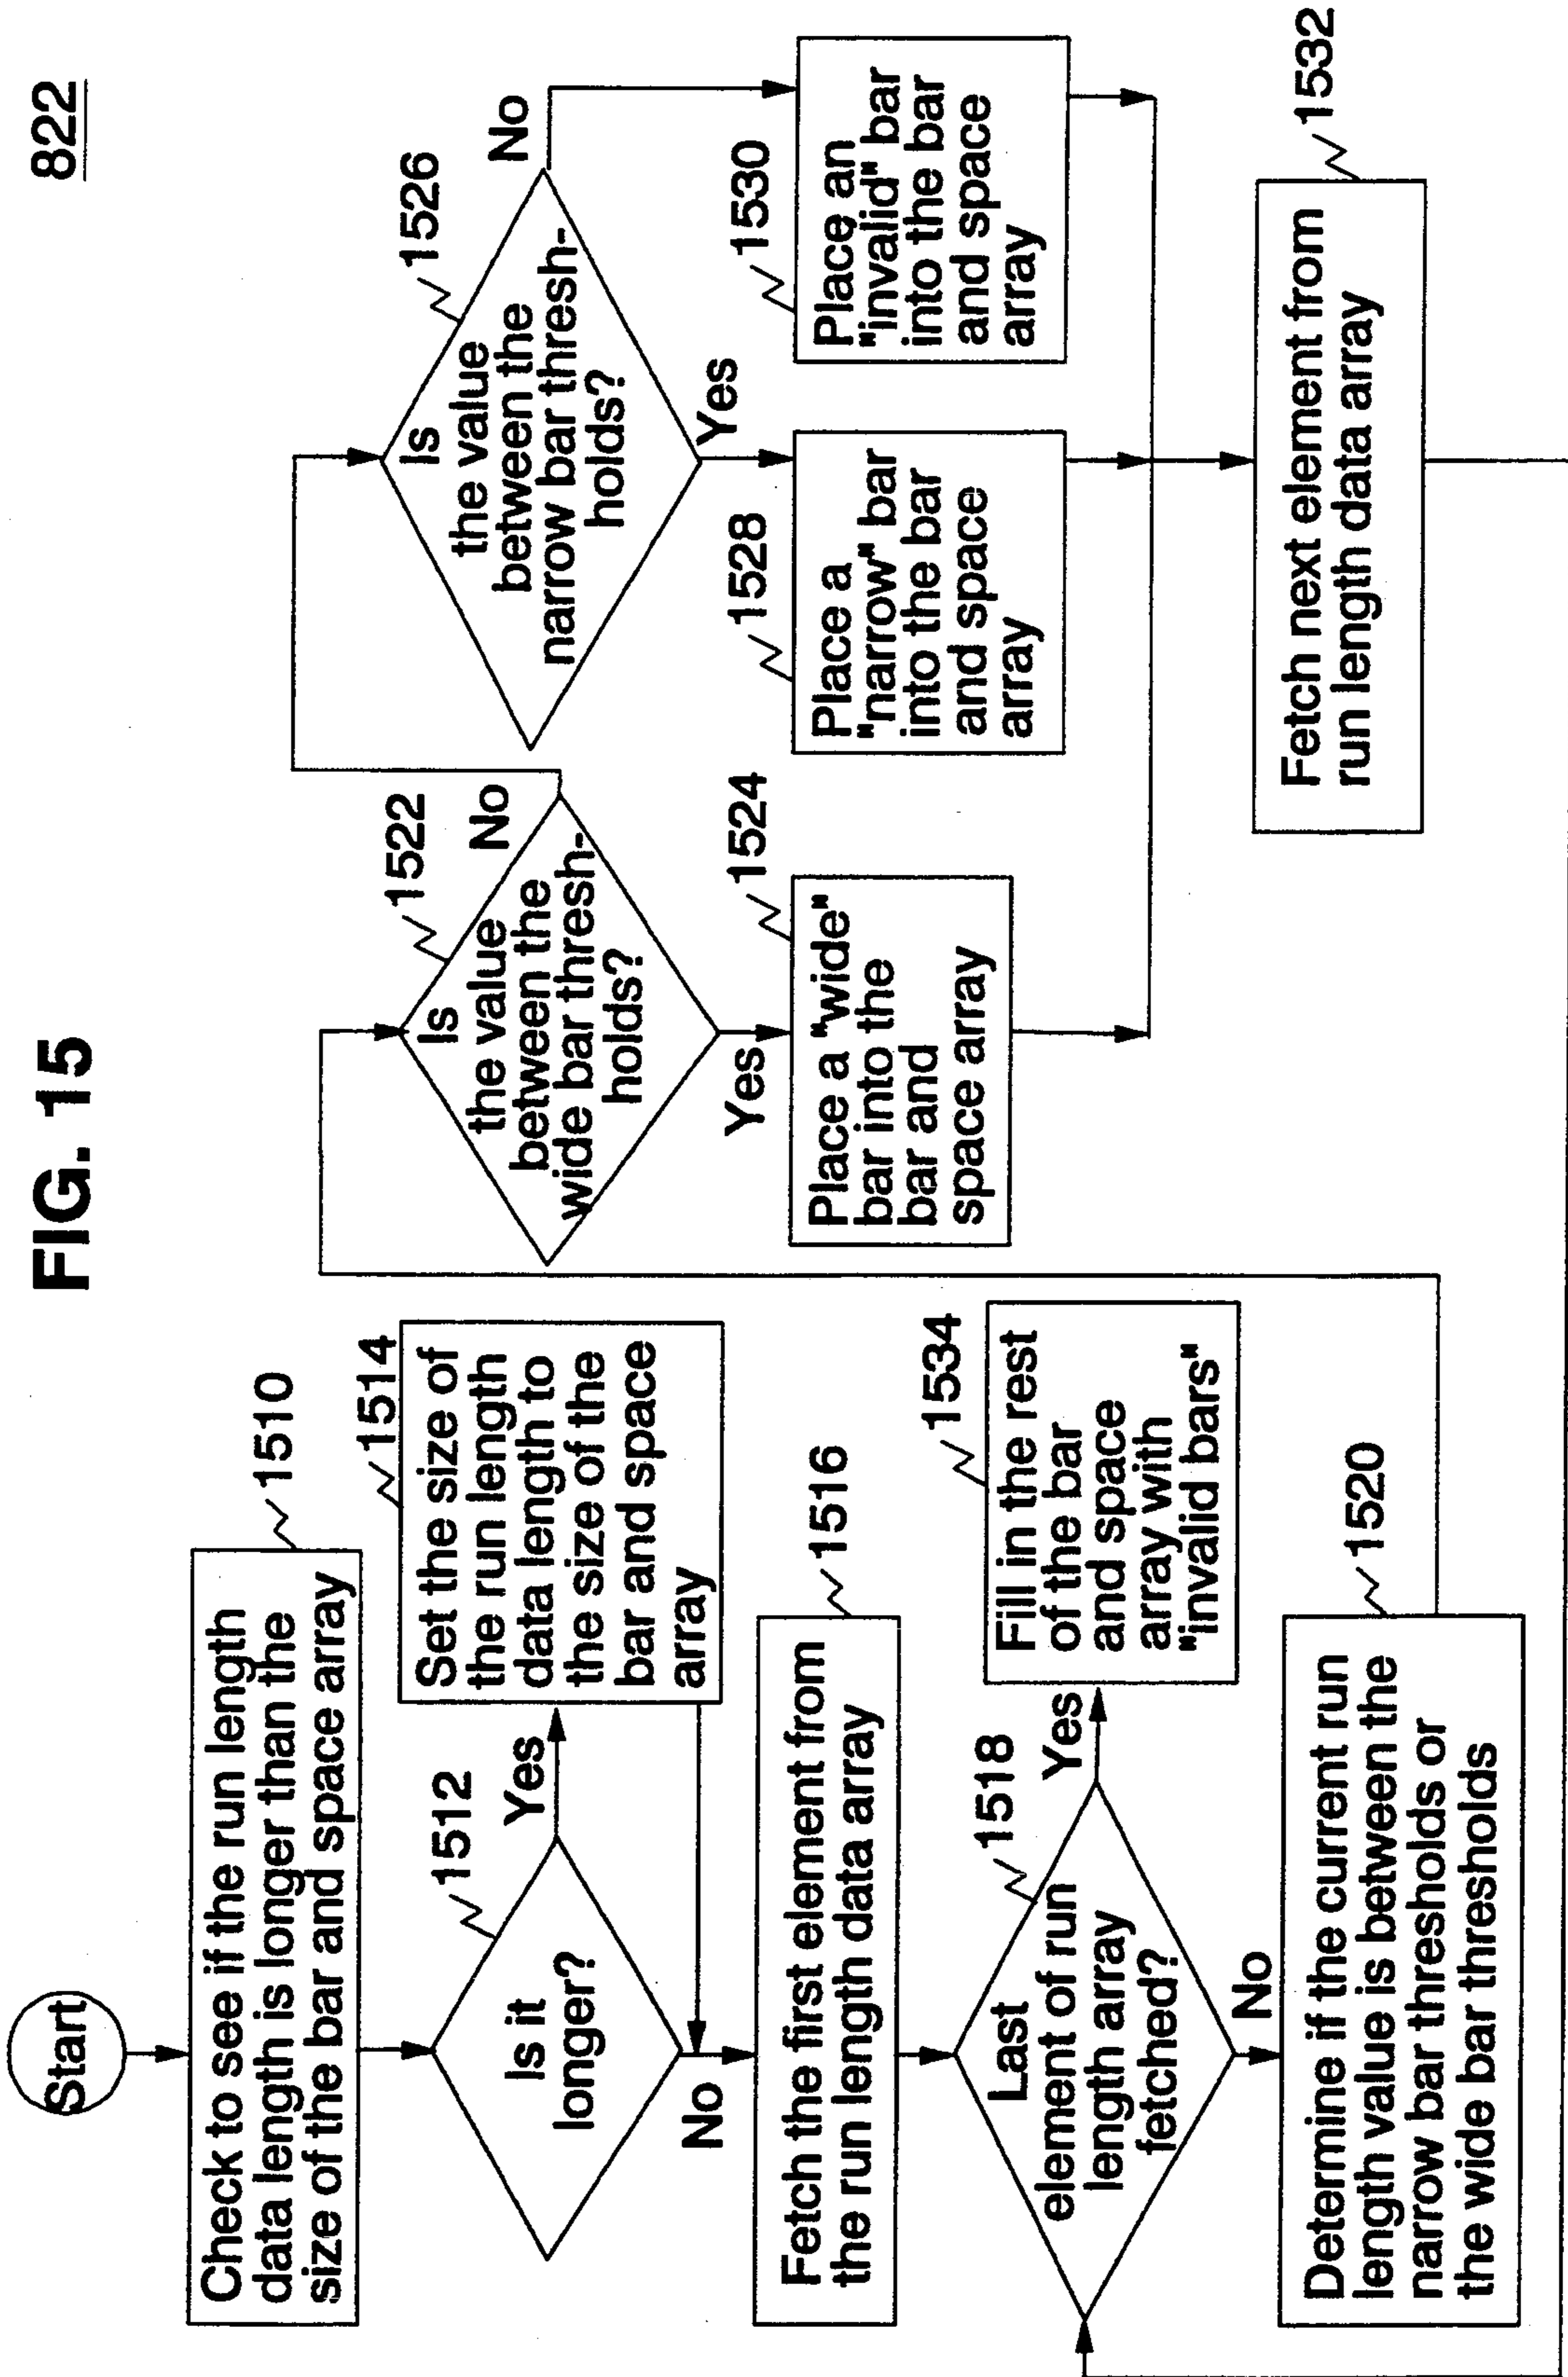 FIG. 15
822
Start
Check to see if the run length
data length is longer than the
size of the bar and space array
1510
Is it
longer?
1512
Yes
No
Set the size of
the run length
data length to
the size of the
bar and space
array
1514
Fetch the first element from
the run length data array
1516
Last
element of run
length array
fetched?
1518
Yes
No
Fill in the rest
of the bar
and space
array with
"invalid bars"
1534
Determine if the current run
length value is between the
narrow bar thresholds or
the wide bar thresholds
1520
Is
the value
between the
wide bar thresh-
holds?
1522
No
Yes
Place a "wide"
bar into the
bar and
space array
1524
Is
the value
between the
narrow bar thresh-
holds?
1526
No
Yes
Place a
"narrow" bar
into the bar
and space
array
1528
Place an
"invalid" bar
into the bar
and space
array
1530
Fetch next element from
run length data array
1532